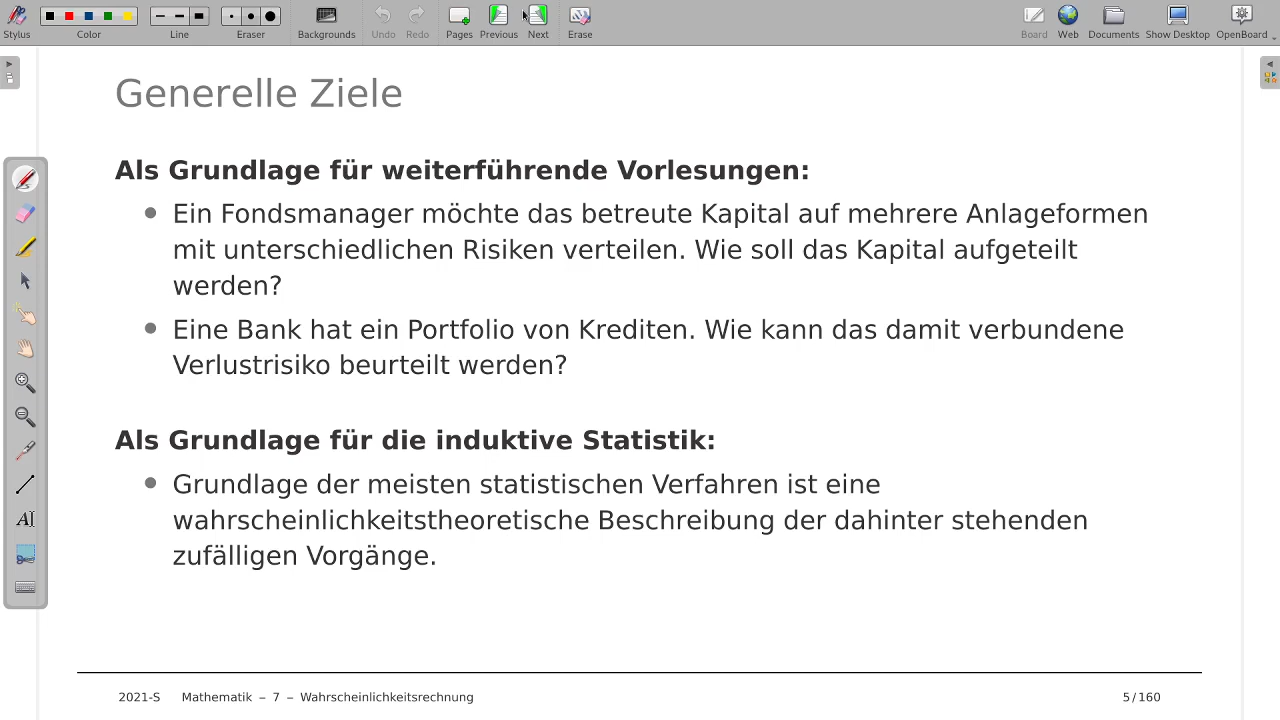 Stylus
Color
Line
Eraser
Backgrounds
Undo
Redo
Pages
Previous
Next
Erase
Board
Web
Documents
Show Desktop
OpenBoard
Generelle Ziele
Als Grundlage für weiterführende Vorlesungen:
• Ein Fondsmanager möchte das betreute Kapital auf mehrere Anlageformen
mit unterschiedlichen Risiken verteilen. Wie soll das Kapital aufgeteilt
werden?
• Eine Bank hat ein Portfolio von Krediten. Wie kann das damit verbundene
Verlustrisiko beurteilt werden?
Als Grundlage für die induktive Statistik:
• Grundlage der meisten statistischen Verfahren ist eine
wahrscheinlichkeitstheoretische Beschreibung der dahinter stehenden
zufälligen Vorgänge.
AI
2021-S Mathematik – 7 – Wahrscheinlichkeitsrechnung 5/160